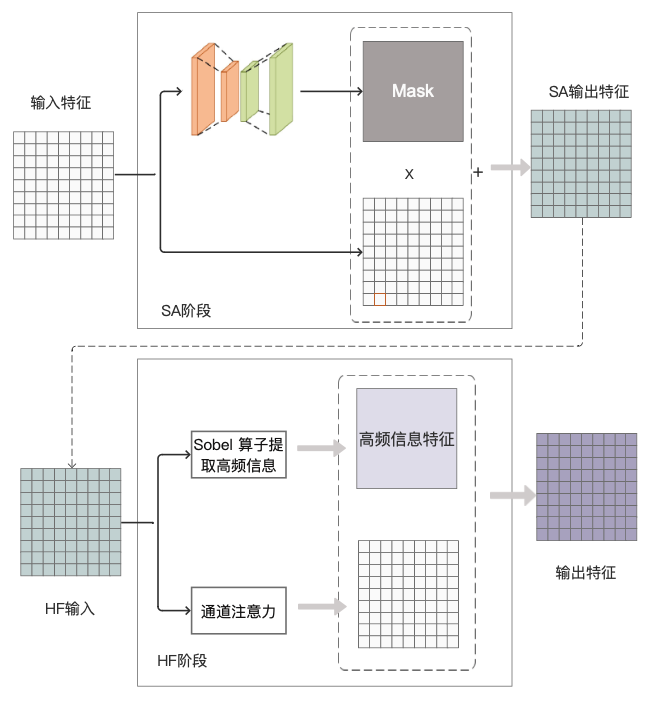 输入特征
Mask
SA输出特征
X
+
SA阶段
Sobel 算子提
取高频信息
高频信息特征
HF输入
通道注意力
输出特征
HF阶段